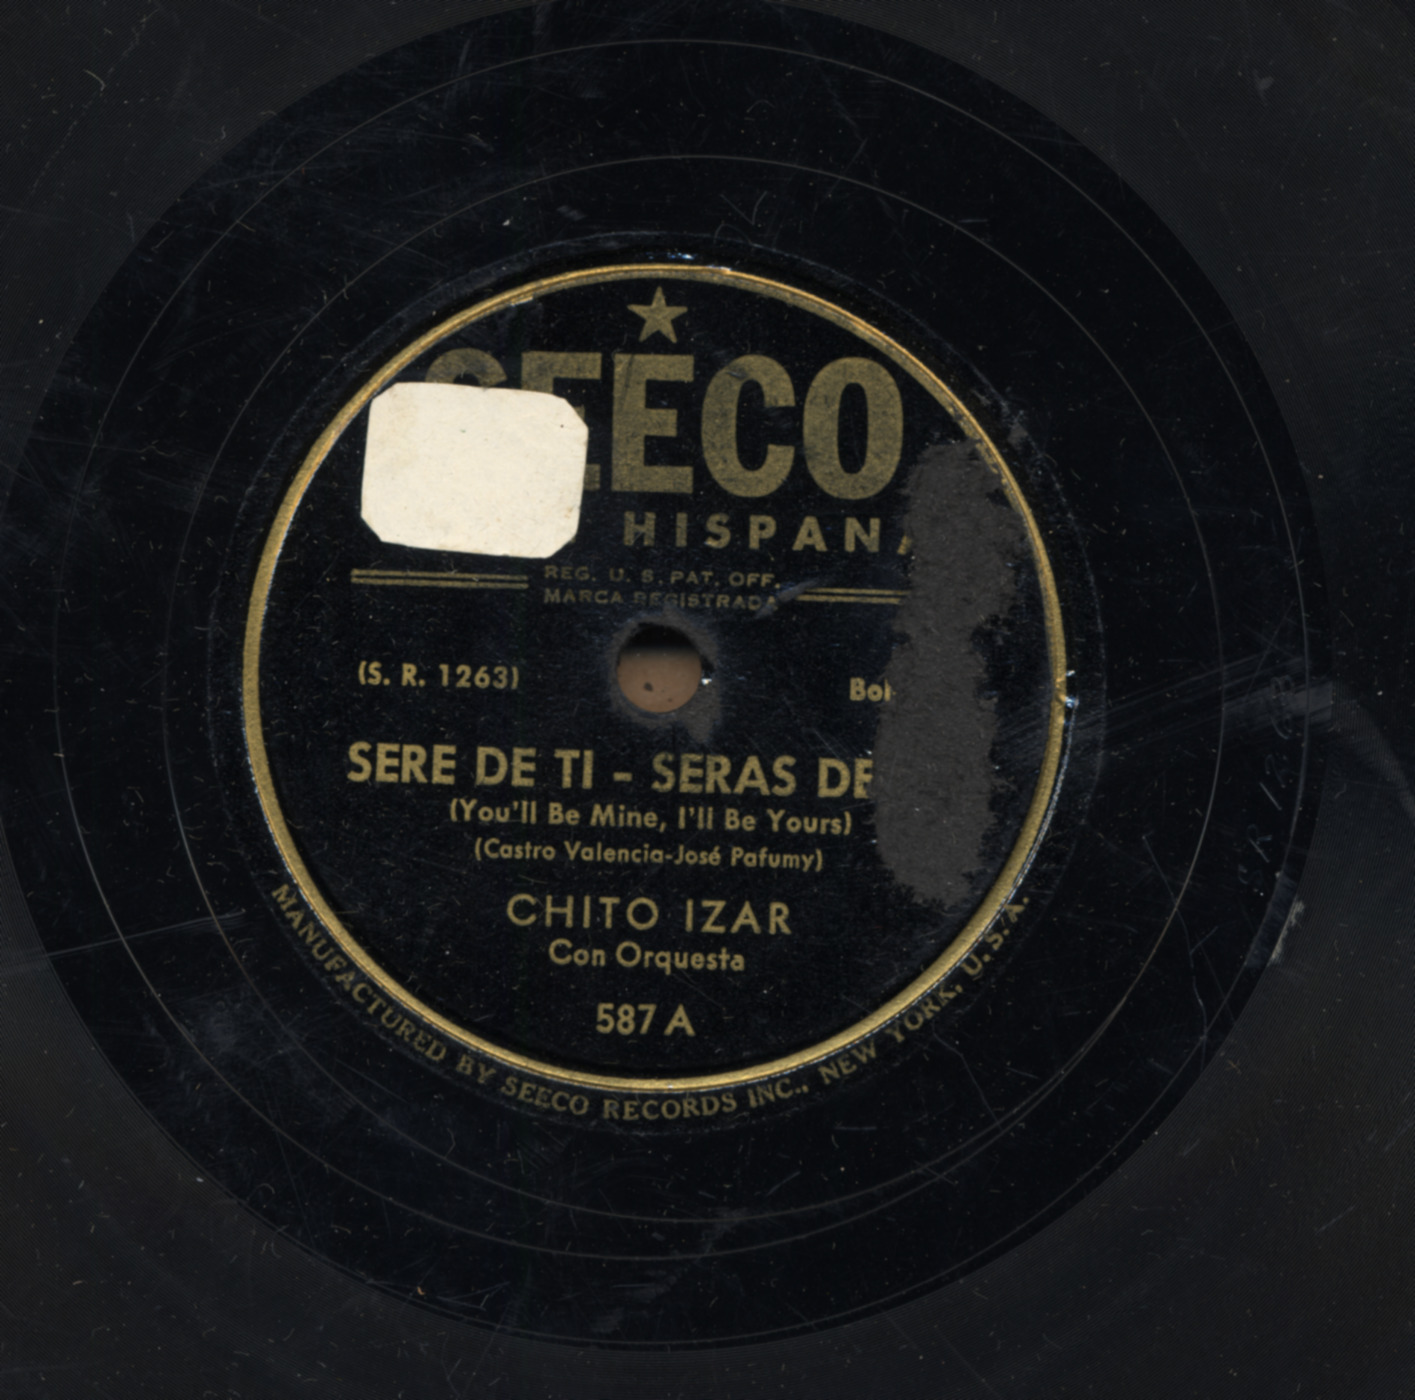 SEECO
HISPANA
REG. U. S. PAT. OFF.
MARCA REGISTRADA
(S. R. 1263)
SERE DE TI - SERAS DE
(You'll Be Mine, I'll Be Yours)
(Castro Valencia-José Pafumy)
CHITO IZAR
Con Orquesta
587 A
MANUFACTURED BY SEECO RECORDS INC., NEW YORK, U.S.A.